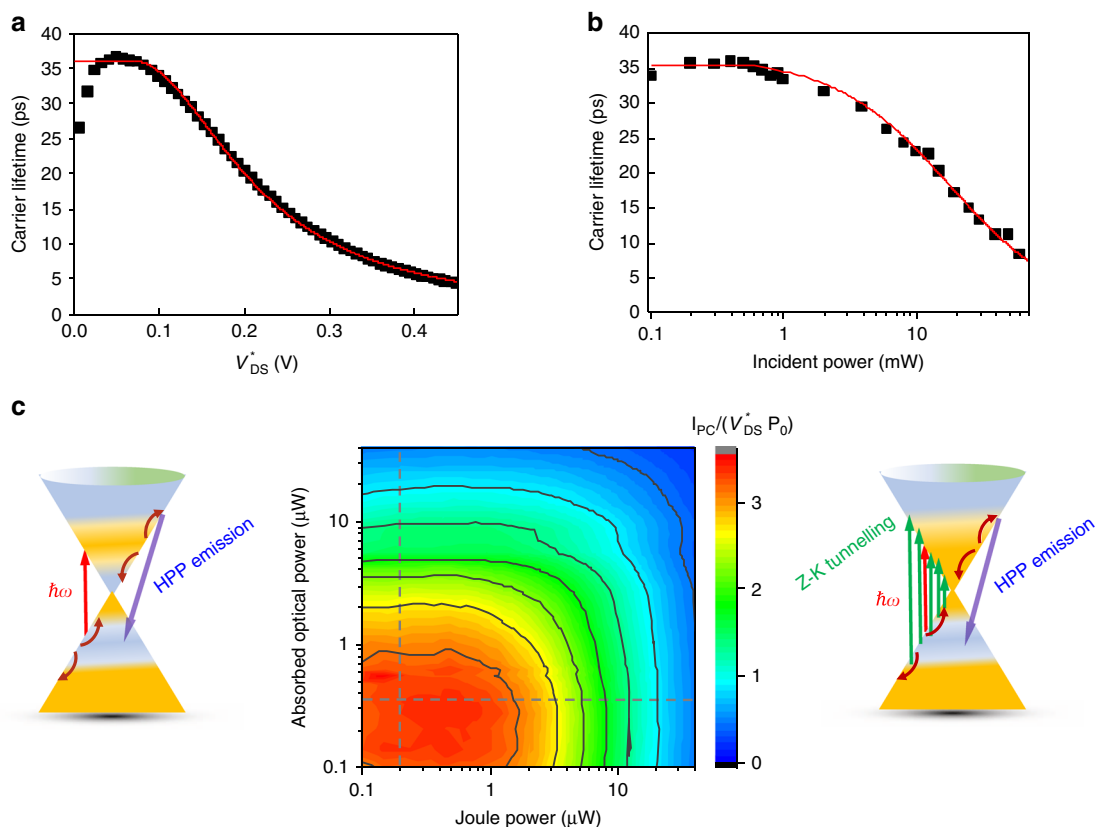 a
40
35
30
25
20
15
10
5
0
Carrier lifetime (ps)
0.0 0.1 0.2 0.3 0.4
V*DS (V)
b
40
35
30
25
20
15
10
5
0
Carrier lifetime (ps)
0.1 1 10
Incident power (mW)
c
ħω
HPP emission
IPC/(V*DS P0)
10
1
0.1
Absorbed optical power (μW)
0.1 1 10
Joule power (μW)
3
2
1
0
Z-K tunnelling
ħω
HPP emission